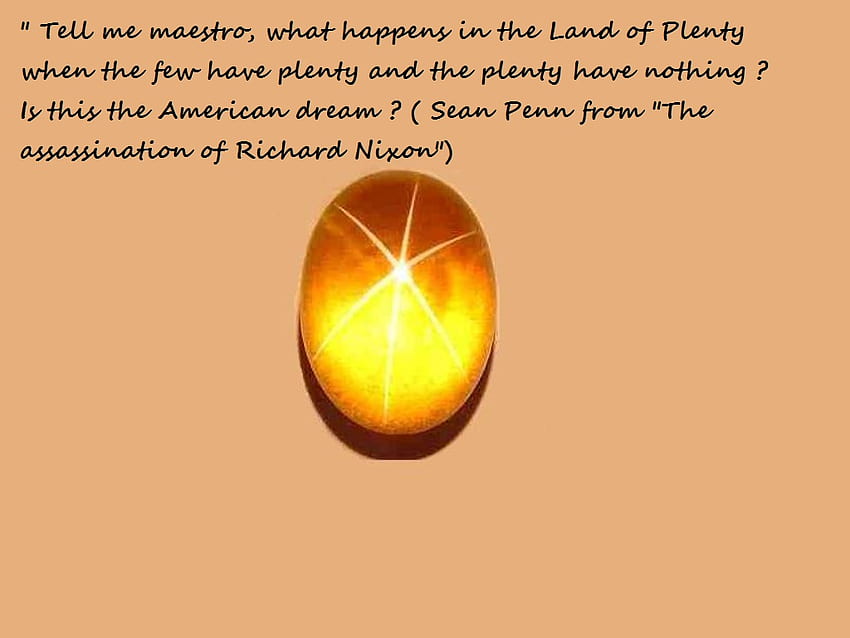 " Tell me maestro, what happens in the Land of Plenty
when the few have plenty and the plenty have nothing ?
Is this the American dream ? ( Sean Penn from "The
assassination of Richard Nixon")